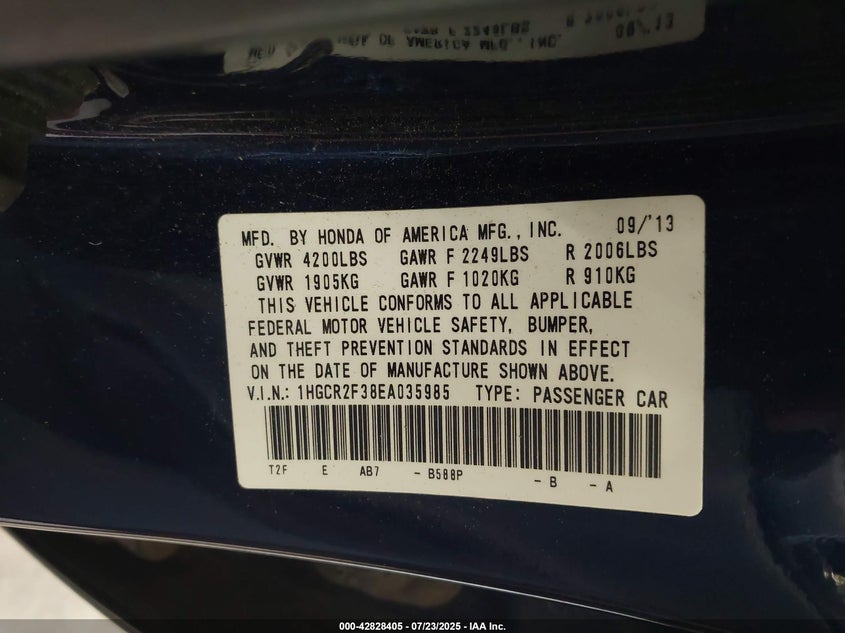 MFD. BY HONDA OF AMERICA MFG., INC. 09/'13
GVWR 4200LBS GAWR F 2249LBS R 2006LBS
GVWR 1905KG GAWR F 1020KG R 910KG
THIS VEHICLE CONFORMS TO ALL APPLICABLE
FEDERAL MOTOR VEHICLE SAFETY, BUMPER,
AND THEFT PREVENTION STANDARDS IN EFFECT
ON THE DATE OF MANUFACTURE SHOWN ABOVE.
V.I.N.: 1HGCR2F38EA035985 TYPE: PASSENGER CAR
T2F E AB7 - B588P - B - A
000-42828405 - 07/23/2025 - IAA Inc.